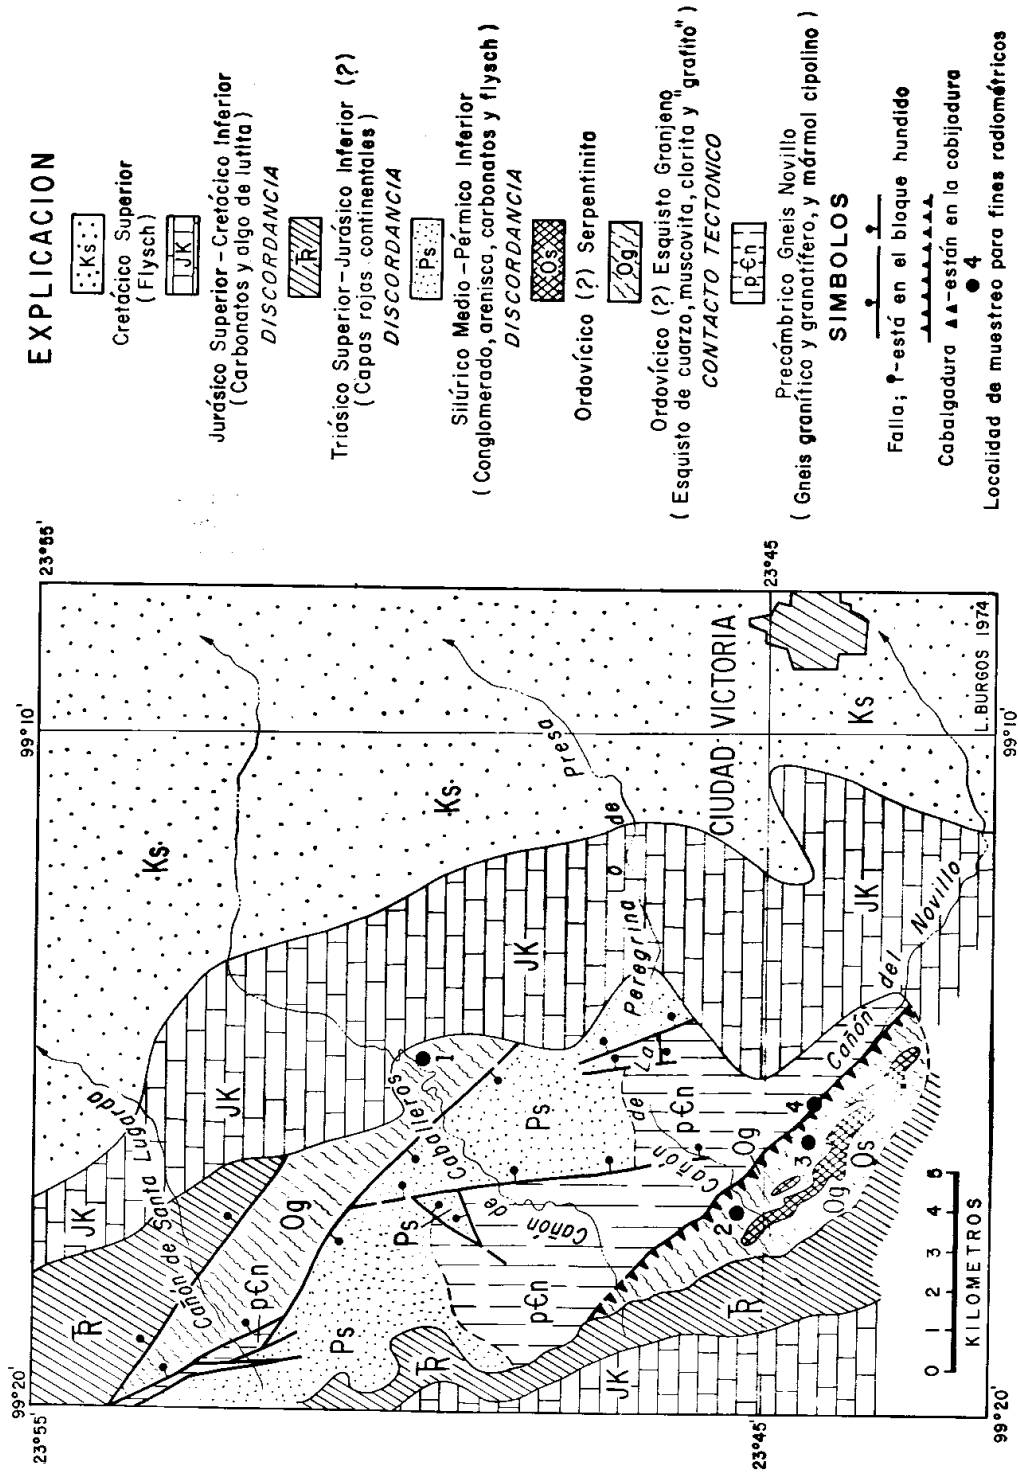 EXPLICACION
Ks
Cretácico Superior
(Flysch)
JK
Jurásico Superior-Cretácico Inferior
(Carbonatos y algo de lutita)
DISCORDANCIA
TR
Triásico Superior-Jurásico Inferior (?)
(Capas rojas continentales)
DISCORDANCIA
Ps
Silúrico Medio-Pérmico Inferior
(Conglomerado, arenisca, carbonatos y flysch)
DISCORDANCIA
Os
Ordovícico (?) Serpentinita
Og
Ordovícico (?) Esquisto Granjeno
(Esquisto de cuarzo, muscovita, clorita y "grafito")
CONTACTO TECTONICO
p€n
Precámbrico Gneis Novillo
(Gneis granítico y granatífero, y mármol cipolino)
SIMBOLOS
Falla; -está en el bloque hundido
Cabalgadura ▲▲-están en la cobijadura
● 4
Localidad de muestreo para fines radiométricos
99°20'
99°10'
23°55'
23°55'
JK
Cañón de Santa Lugarda
Ks
TR
JK
Og
p€n
Cañón de Caballeros
1
Ks
Ps
Ps
Ps
JK
TR
Presa
o de
La Peregrina
Cañón de
p€n
p€n
Cañón
CIUDAD VICTORIA
23°45'
23°45
Og
2
3
4
Og
Os
JK
TR
JK
Cañón del Novillo
Ks
0 1 2 3 4 5
KILOMETROS
L. BURGOS 1974
99°20'
99°10'